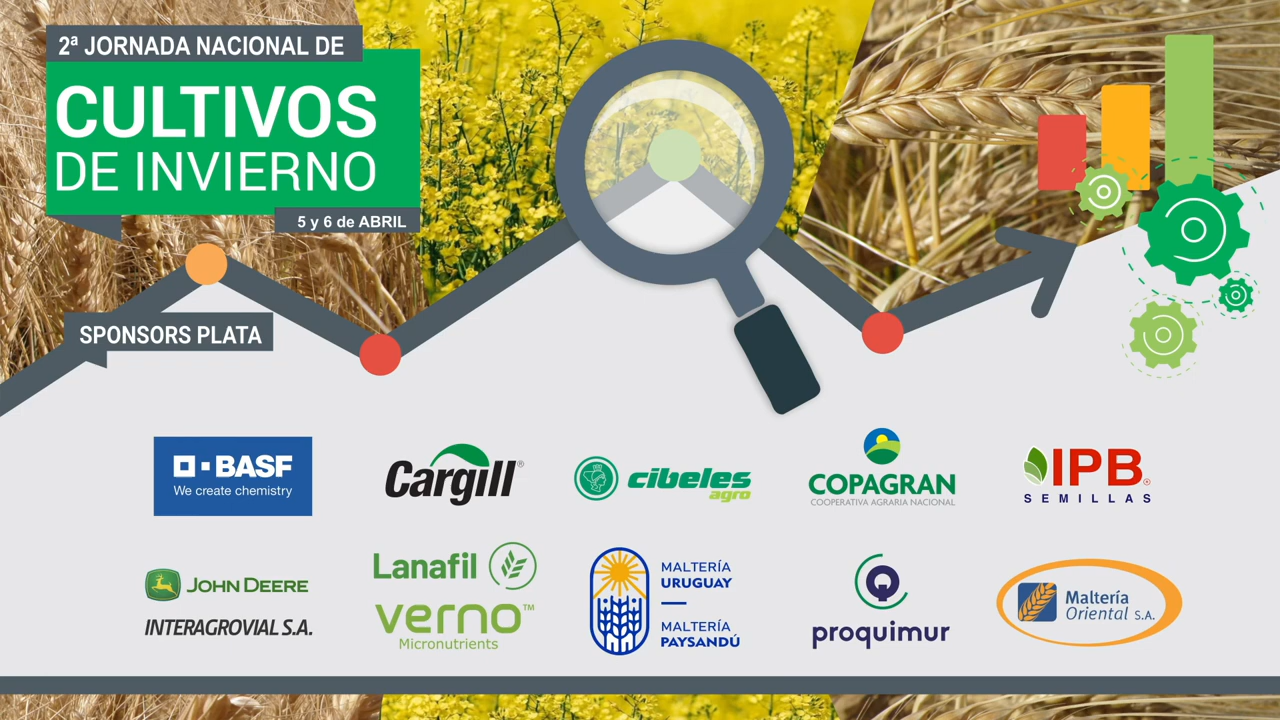 2ª JORNADA NACIONAL DE
CULTIVOS
DE INVIERNO
5 y 6 de ABRIL
SPONSORS PLATA
BASF
We create chemistry
Cargill®
cibeles
agro
COPAGRAN
COOPERATIVA AGRARIA NACIONAL
IPB®
SEMILLAS
JOHN DEERE
INTERAGROVIAL S.A.
Lanafil
verno™
Micronutrients
MALTERÍA
URUGUAY
MALTERÍA
PAYSANDÚ
proquimur
Maltería
Oriental S.A.